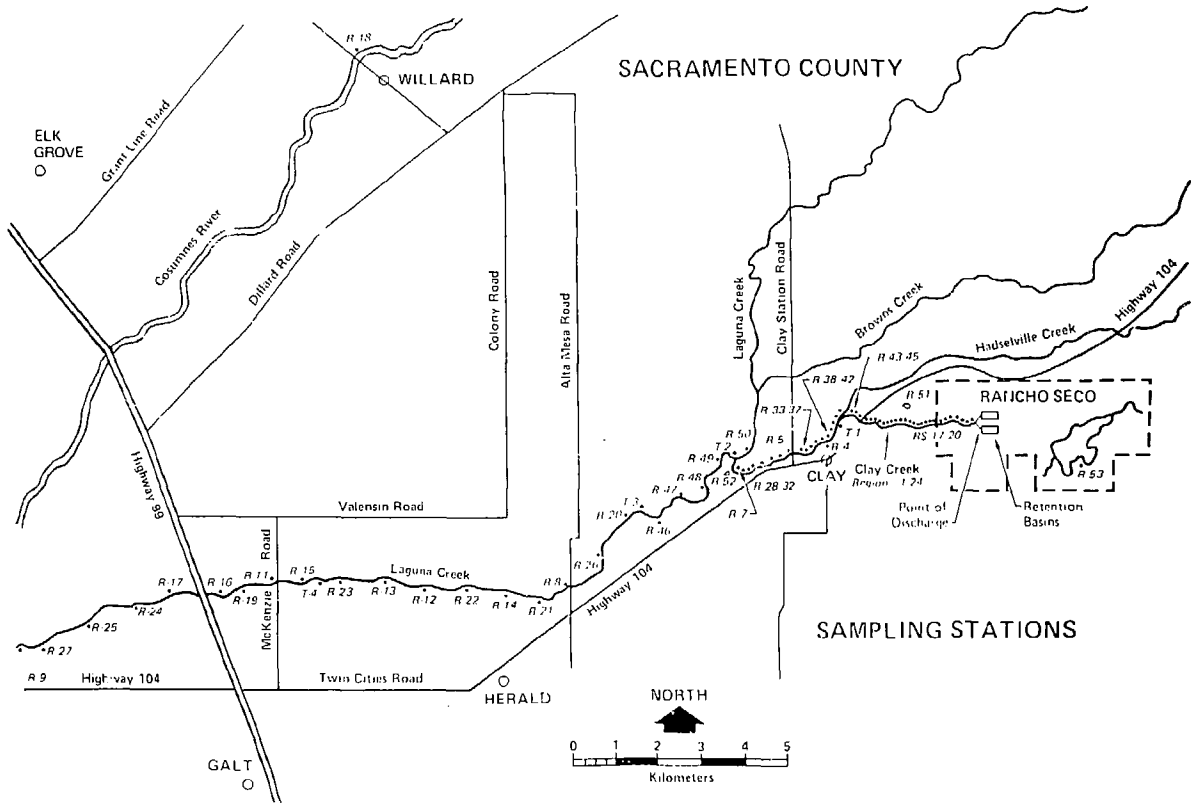 R 18
SACRAMENTO COUNTY
WILLARD
ELK
GROVE
Grant Line Road
Cosumnes River
Dillard Road
Colony Road
Alta Mesa Road
Laguna Creek
Clay Station Road
Browns Creek
Highway 104
Hadselville Creek
R 43 45
R 38 42
R 51
RANCHO SECO
R 33 37
R 50
T 2
R 5
T 1
R 4
RS 17 20
R 49
CLAY
Clay Creek
R 52
R 48
R 28 32
R 53
R 47
R 7
Point of
Discharge
Retention
Basins
Highway 99
Valensin Road
T 3
R 20
R 46
McKenzie Road
R 26
Highway 104
R 17
R 16
R 11
R 15
Laguna Creek
R 8
R-24
R-19
T-4
R 23
R-13
R-12
R 22
R 14
R 21
R-25
R 27
SAMPLING STATIONS
R 9
Highway 104
Twin Cities Road
HERALD
NORTH
GALT
0 1 2 3 4 5
Kilometers